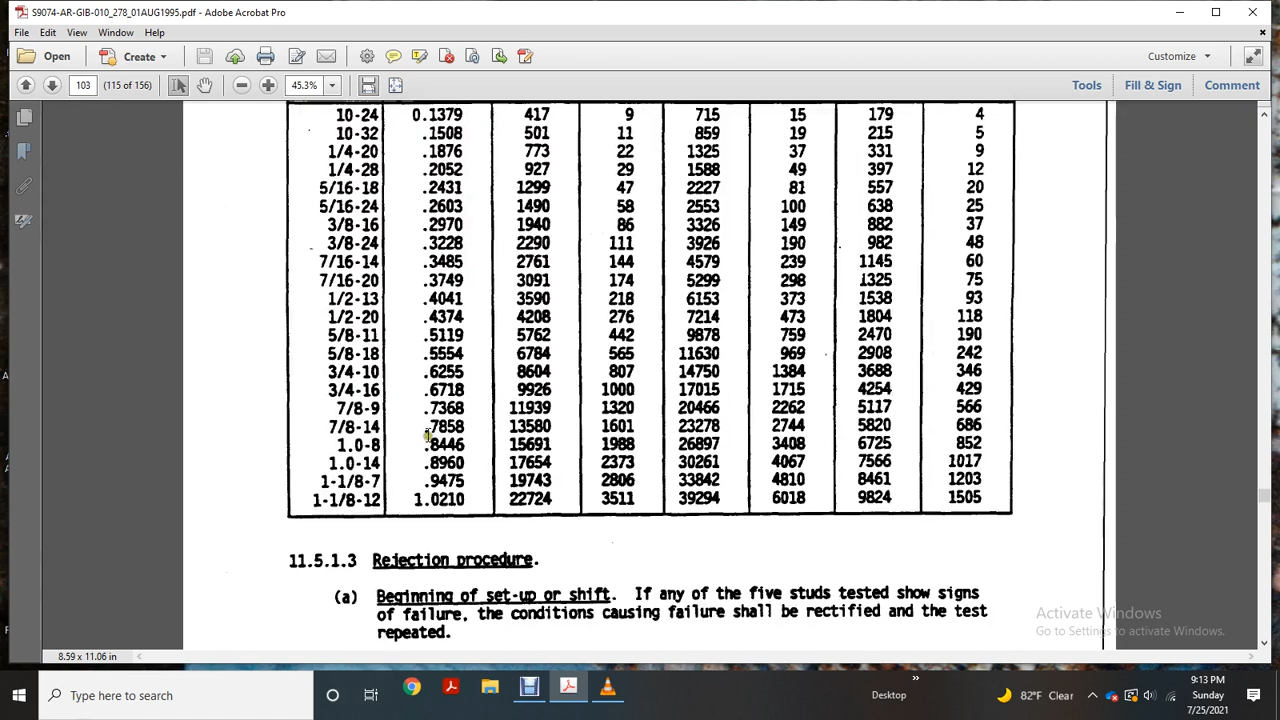 S9074-AR-GIB-010_278_01AUG1995.pdf - Adobe Acrobat Pro
File Edit View Window Help
Open Create Customize
103 (115 of 156) 45.3% Tools Fill & Sign Comment
10-24 0.1379 417 9 715 15 179 4
10-32 .1508 501 11 859 19 215 5
1/4-20 .1876 773 22 1325 37 331 9
1/4-28 .2052 927 29 1588 49 397 12
5/16-18 .2431 1299 47 2227 81 557 20
5/16-24 .2603 1490 58 2553 100 638 25
3/8-16 .2970 1940 86 3326 149 882 37
3/8-24 .3228 2290 111 3926 190 982 48
7/16-14 .3485 2761 144 4579 239 1145 60
7/16-20 .3749 3091 174 5299 298 1325 75
1/2-13 .4041 3590 218 6153 373 1538 93
1/2-20 .4374 4208 276 7214 473 1804 118
5/8-11 .5119 5762 442 9878 759 2470 190
5/8-18 .5554 6784 565 11630 969 2908 242
3/4-10 .6255 8604 807 14750 1384 3688 346
3/4-16 .6718 9926 1000 17015 1715 4254 429
7/8-9 .7368 11939 1320 20466 2262 5117 566
7/8-14 .7858 13580 1601 23278 2744 5820 686
1.0-8 .8446 15691 1988 26897 3408 6725 852
1.0-14 .8960 17654 2373 30261 4067 7566 1017
1-1/8-7 .9475 19743 2806 33842 4810 8461 1203
1-1/8-12 1.0210 22724 3511 39294 6018 9824 1505
11.5.1.3 Rejection procedure.
(a) Beginning of set-up or shift. If any of the five studs tested show signs
of failure, the conditions causing failure shall be rectified and the test
repeated.
Activate Windows
Go to Settings to activate Windows.
8.59 x 11.06 in
Type here to search
Desktop
82°F Clear
9:13 PM
Sunday
7/25/2021